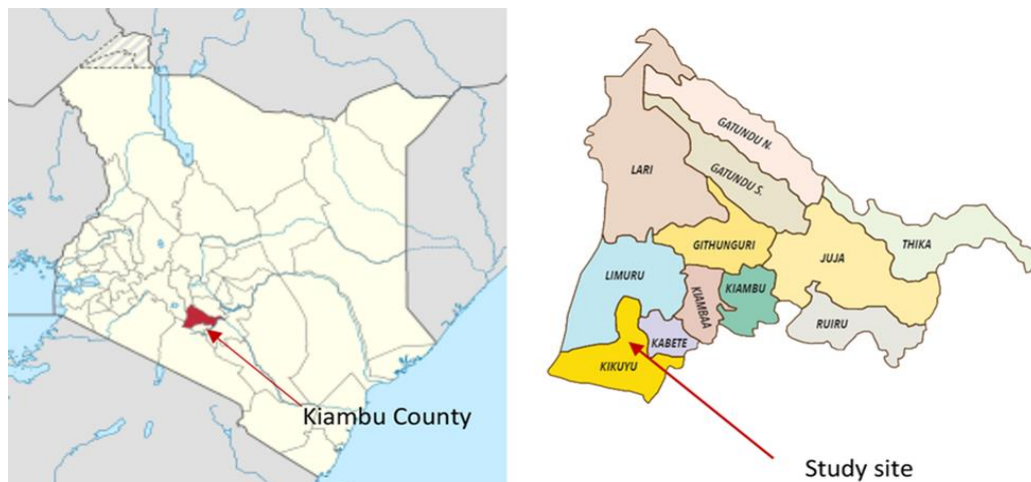 Kiambu County
GATUNDU N.
LARI
GATUNDU S.
THIKA
GITHUNGURI
JUJA
LIMURU
KIAMBAA
KIAMBU
RUIRU
KABETE
KIKUYU
Study site